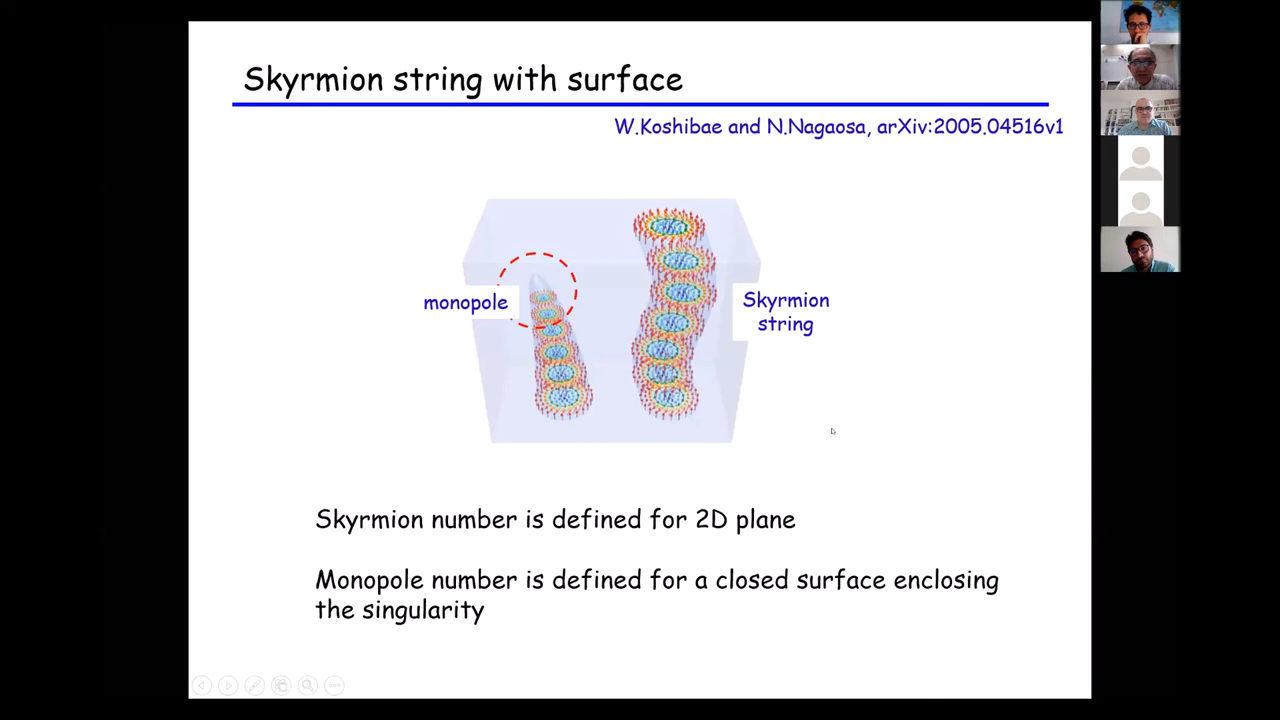 Skyrmion string with surface
W.Koshibae and N.Nagaosa, arXiv:2005.04516v1
monopole
Skyrmion
string
Skyrmion number is defined for 2D plane
Monopole number is defined for a closed surface enclosing
the singularity